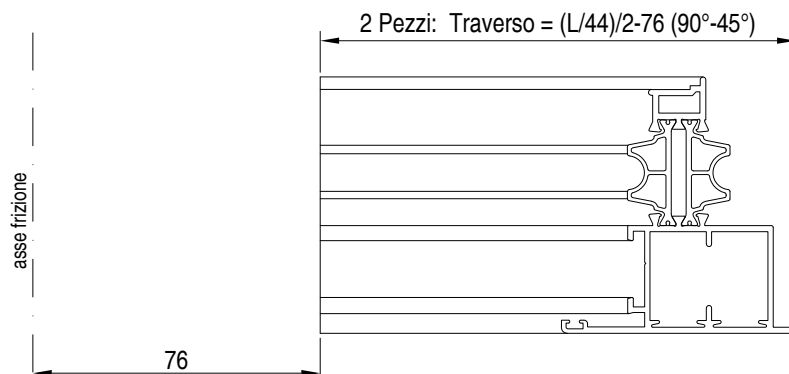 2 Pezzi: Traverso = (L/44)/2-76 (90°-45°)
asse frizione
76